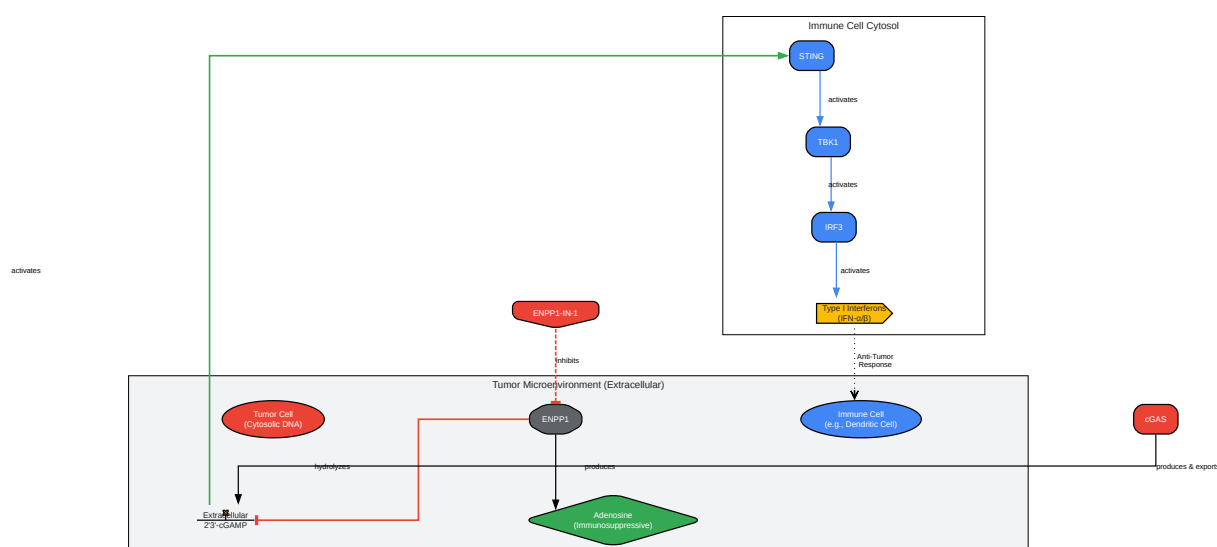 Immune Cell Cytosol
STING
activates
TBK1
activates
IRF3
activates
activates
Type I Interferons
(IFN-α/β)
ENPP1-IN-1
inhibits
Anti-Tumor
Response
Tumor Microenvironment (Extracellular)
Tumor Cell
(Cytosolic DNA)
ENPP1
Immune Cell
(e.g., Dendritic Cell)
cGAS
hydrolyzes
produces
produces & exports
Extracellular
2'3'-cGAMP
Adenosine
(Immunosuppressive)